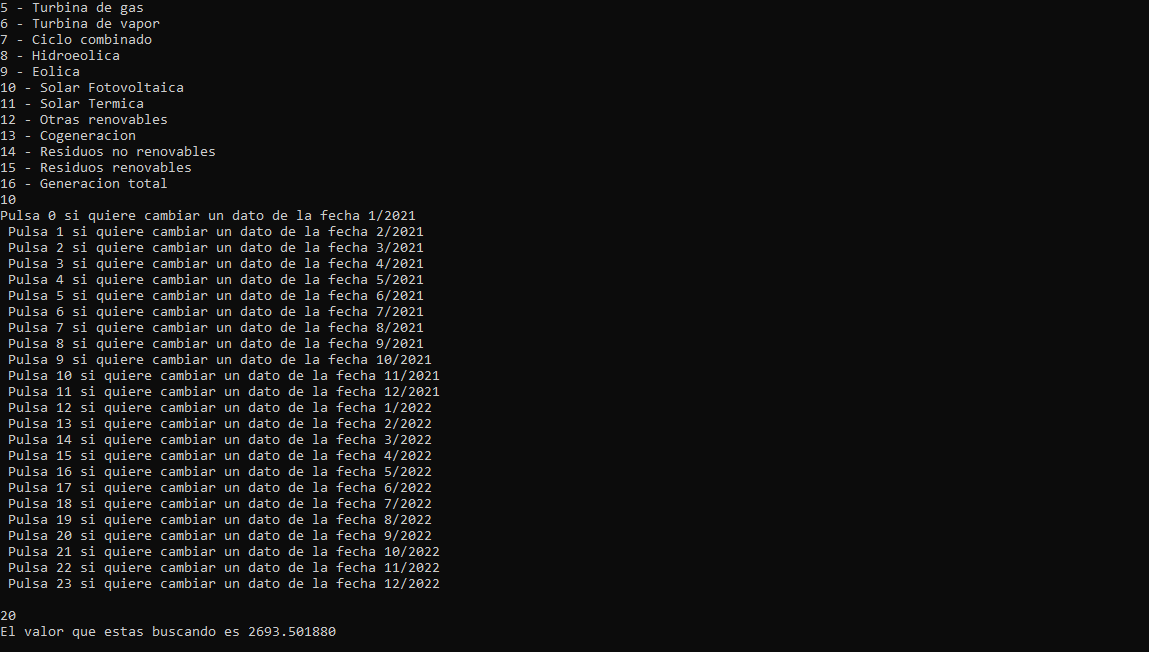 5 - Turbina de gas
6 - Turbina de vapor
7 - Ciclo combinado
8 - Hidroeolica
9 - Eolica
10 - Solar Fotovoltaica
11 - Solar Termica
12 - Otras renovables
13 - Cogeneracion
14 - Residuos no renovables
15 - Residuos renovables
16 - Generacion total
10
Pulsa 0 si quiere cambiar un dato de la fecha 1/2021
Pulsa 1 si quiere cambiar un dato de la fecha 2/2021
Pulsa 2 si quiere cambiar un dato de la fecha 3/2021
Pulsa 3 si quiere cambiar un dato de la fecha 4/2021
Pulsa 4 si quiere cambiar un dato de la fecha 5/2021
Pulsa 5 si quiere cambiar un dato de la fecha 6/2021
Pulsa 6 si quiere cambiar un dato de la fecha 7/2021
Pulsa 7 si quiere cambiar un dato de la fecha 8/2021
Pulsa 8 si quiere cambiar un dato de la fecha 9/2021
Pulsa 9 si quiere cambiar un dato de la fecha 10/2021
Pulsa 10 si quiere cambiar un dato de la fecha 11/2021
Pulsa 11 si quiere cambiar un dato de la fecha 12/2021
Pulsa 12 si quiere cambiar un dato de la fecha 1/2022
Pulsa 13 si quiere cambiar un dato de la fecha 2/2022
Pulsa 14 si quiere cambiar un dato de la fecha 3/2022
Pulsa 15 si quiere cambiar un dato de la fecha 4/2022
Pulsa 16 si quiere cambiar un dato de la fecha 5/2022
Pulsa 17 si quiere cambiar un dato de la fecha 6/2022
Pulsa 18 si quiere cambiar un dato de la fecha 7/2022
Pulsa 19 si quiere cambiar un dato de la fecha 8/2022
Pulsa 20 si quiere cambiar un dato de la fecha 9/2022
Pulsa 21 si quiere cambiar un dato de la fecha 10/2022
Pulsa 22 si quiere cambiar un dato de la fecha 11/2022
Pulsa 23 si quiere cambiar un dato de la fecha 12/2022
20
El valor que estas buscando es 2693.501880